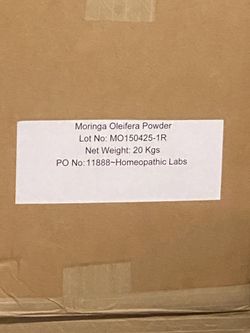 Moringa Oleifera Powder
Lot No: MO150425-1R
Net Weight: 20 Kgs
PO No: 11888~Homeopathic Labs